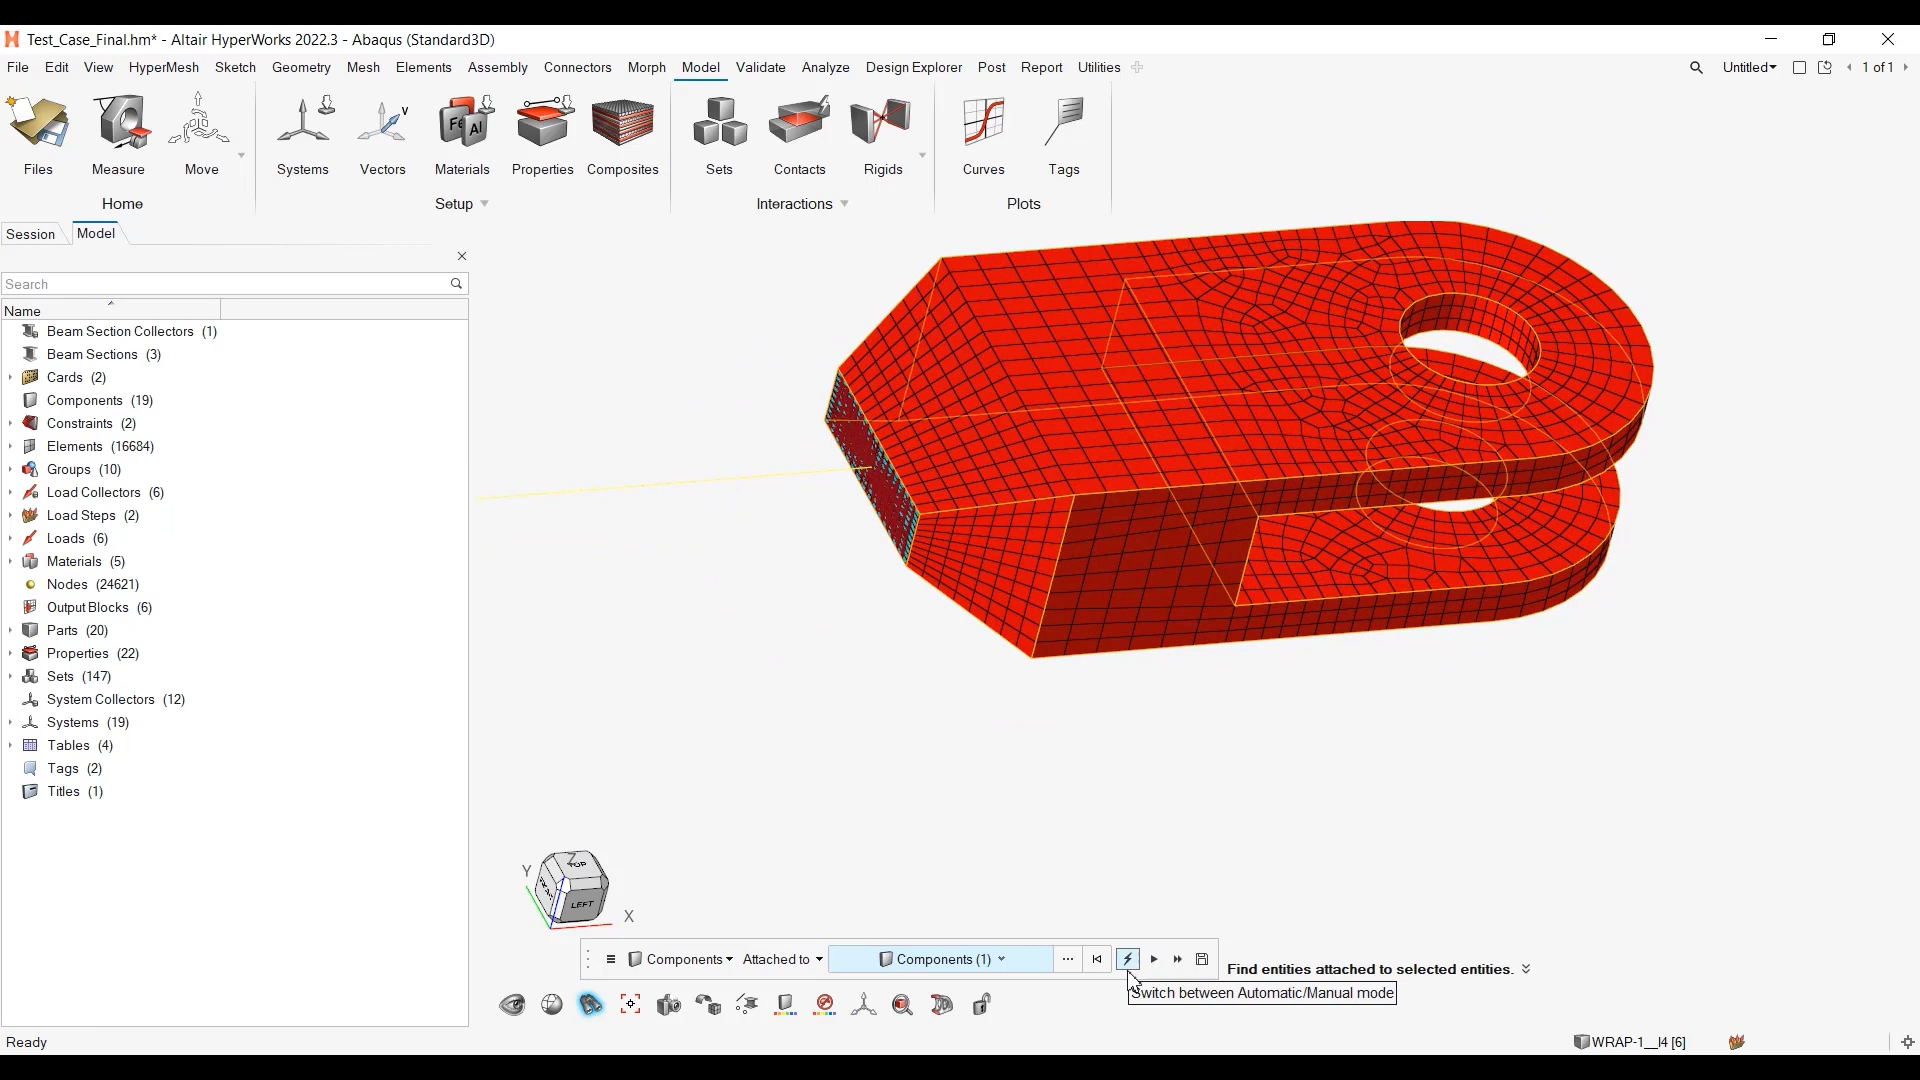 Test_Case_Final.hm* - Altair HyperWorks 2022.3 - Abaqus (Standard3D)
File Edit View HyperMesh Sketch Geometry Mesh Elements Assembly Connectors Morph Model Validate Analyze Design Explorer Post Report Utilities Untitled 1 of 1
Files Measure Move Systems Vectors Materials Properties Composites Sets Contacts Rigids Curves Tags
Home Setup Interactions Plots
Session Model
Search
Name
Beam Section Collectors (1)
Beam Sections (3)
Cards (2)
Components (19)
Constraints (2)
Elements (16684)
Groups (10)
Load Collectors (6)
Load Steps (2)
Loads (6)
Materials (5)
Nodes (24621)
Output Blocks (6)
Parts (20)
Properties (22)
Sets (147)
System Collectors (12)
Systems (19)
Tables (4)
Tags (2)
Titles (1)
Z
TOP
Y
LEFT
X
Components Attached to Components (1) ...
Find entities attached to selected entities.
Switch between Automatic/Manual mode
Ready
WRAP-1__I4 [6]